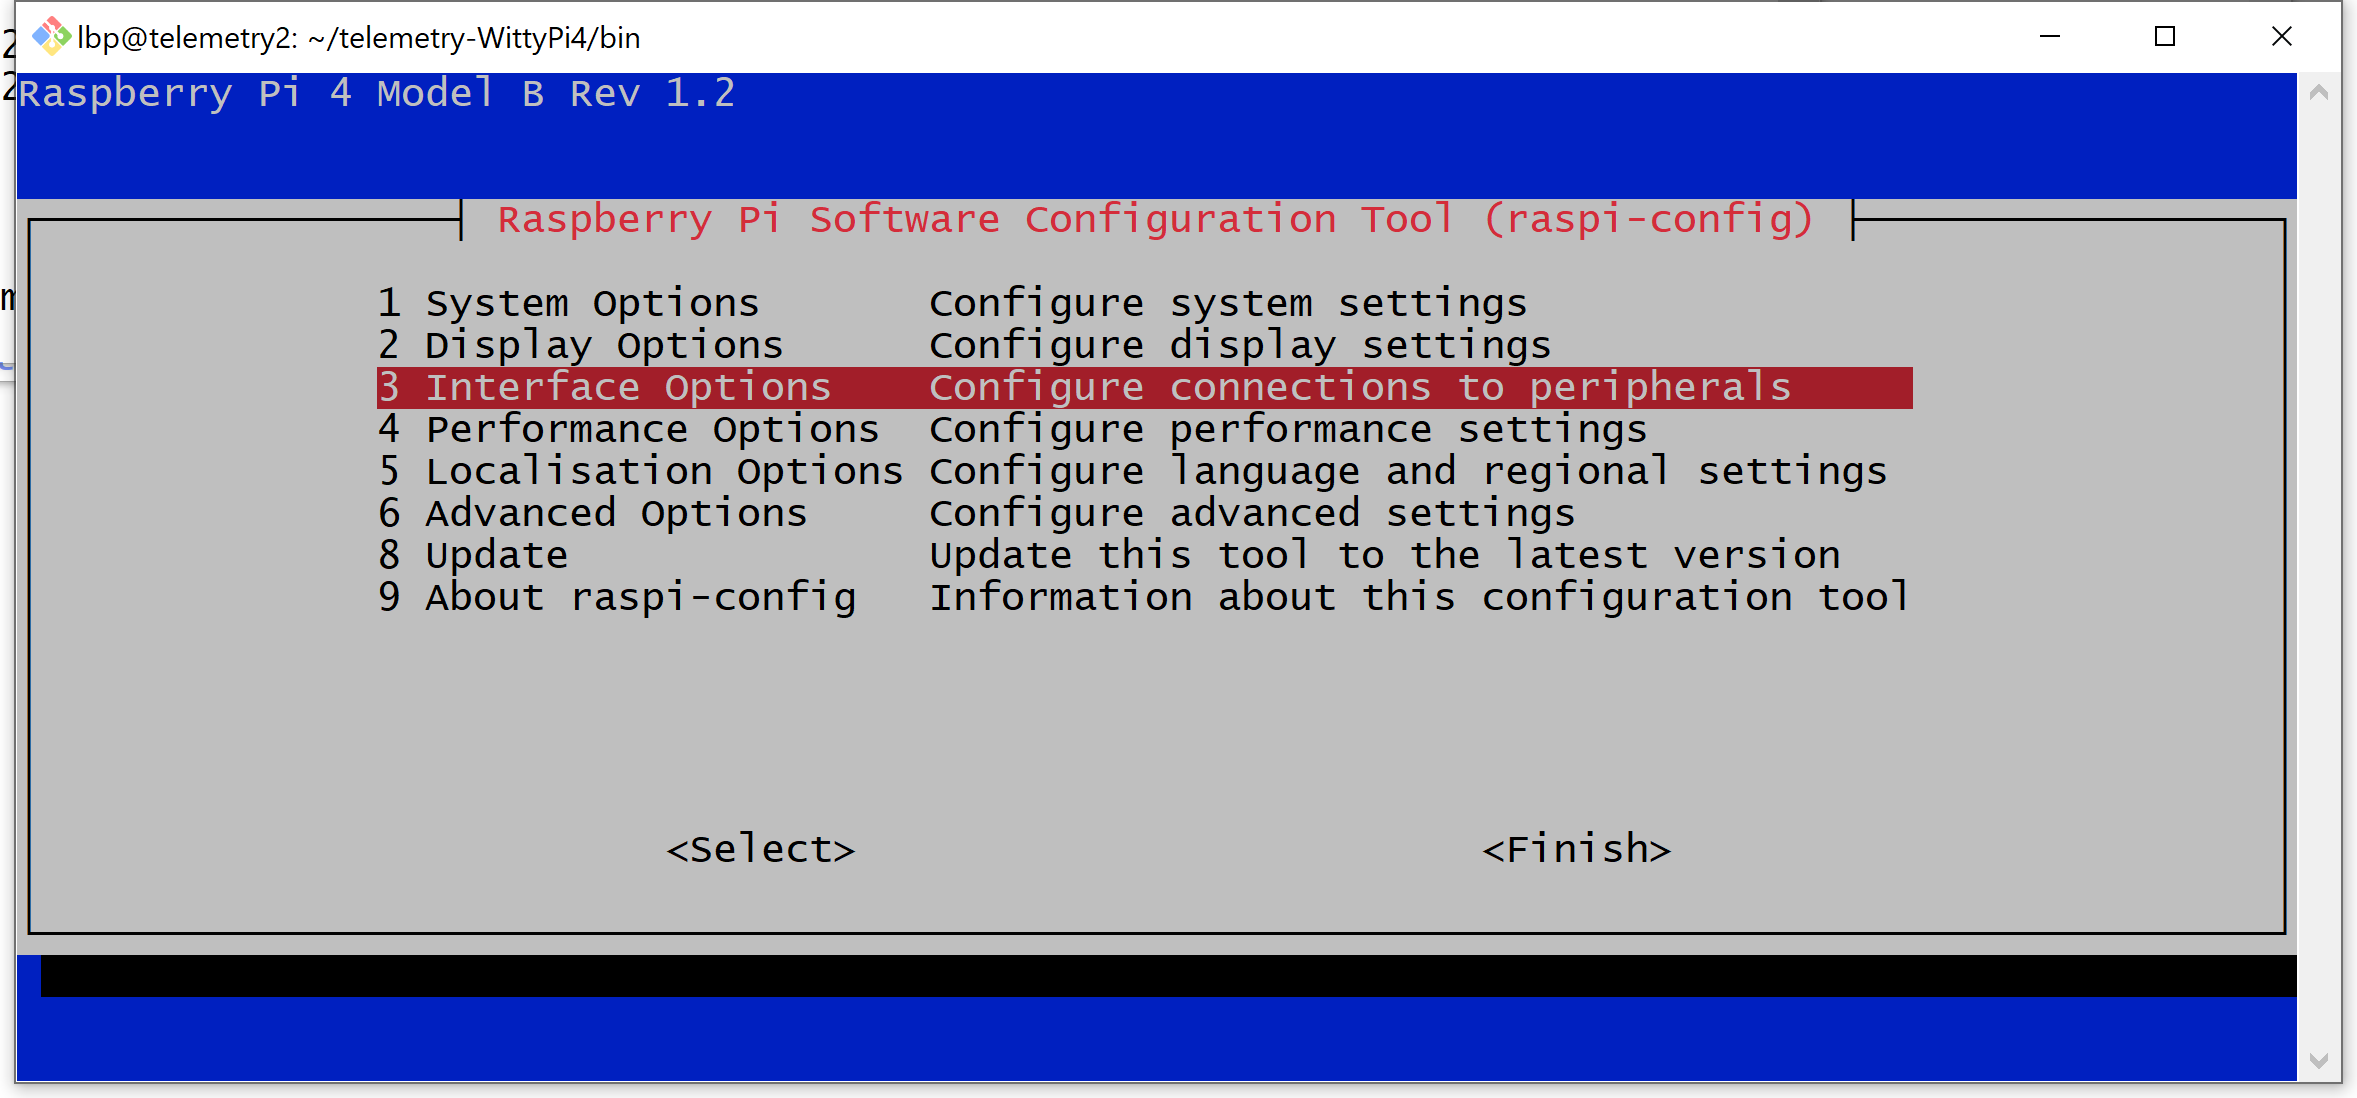 lbp@telemetry2: ~/telemetry-WittyPi4/bin
Raspberry Pi 4 Model B Rev 1.2
Raspberry Pi Software Configuration Tool (raspi-config)
1 System Options Configure system settings
2 Display Options Configure display settings
3 Interface Options Configure connections to peripherals
4 Performance Options Configure performance settings
5 Localisation Options Configure language and regional settings
6 Advanced Options Configure advanced settings
8 Update Update this tool to the latest version
9 About raspi-config Information about this configuration tool
<Select> <Finish>